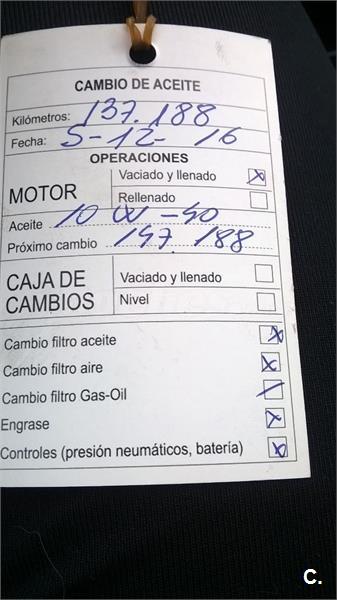 CAMBIO DE ACEITE
Kilómetros: 137.188
Fecha: 5-12-16
OPERACIONES
MOTOR
Vaciado y llenado
Rellenado
Aceite 10 W-40
Próximo cambio 147.188
CAJA DE
CAMBIOS
Vaciado y llenado
Nivel
Cambio filtro aceite
Cambio filtro aire
Cambio filtro Gas-Oil
Engrase
Controles (presión neumáticos, batería)
C.